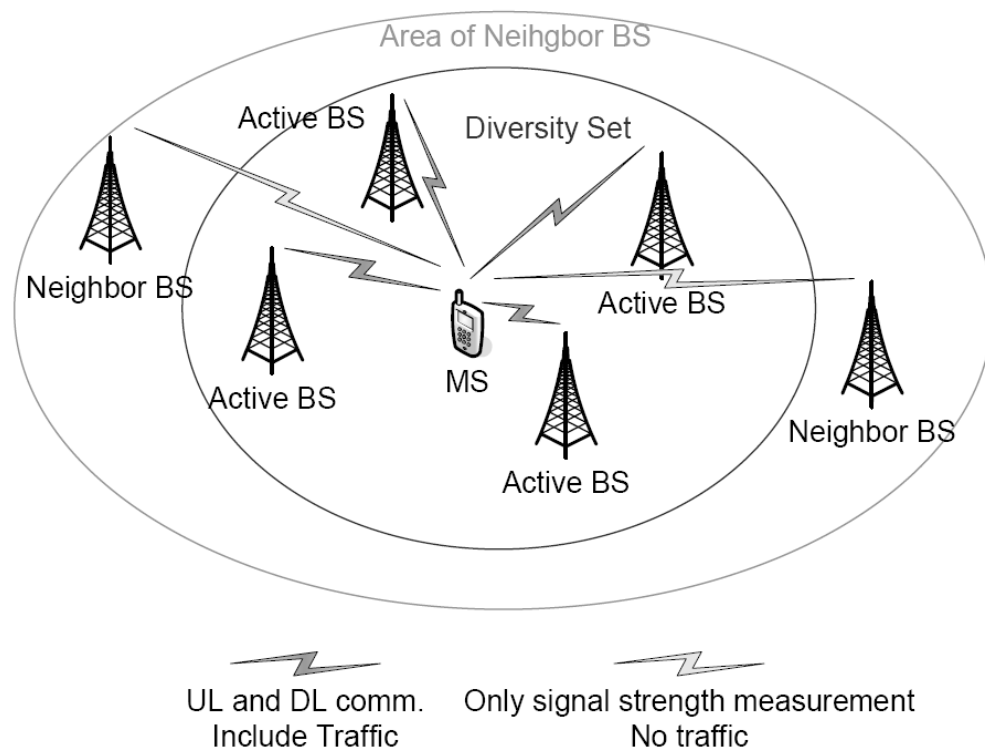 Area of Neihgbor BS
Active BS
Diversity Set
Neighbor BS
Active BS
Active BS
MS
Active BS
Neighbor BS
UL and DL comm.
Include Traffic
Only signal strength measurement
No traffic